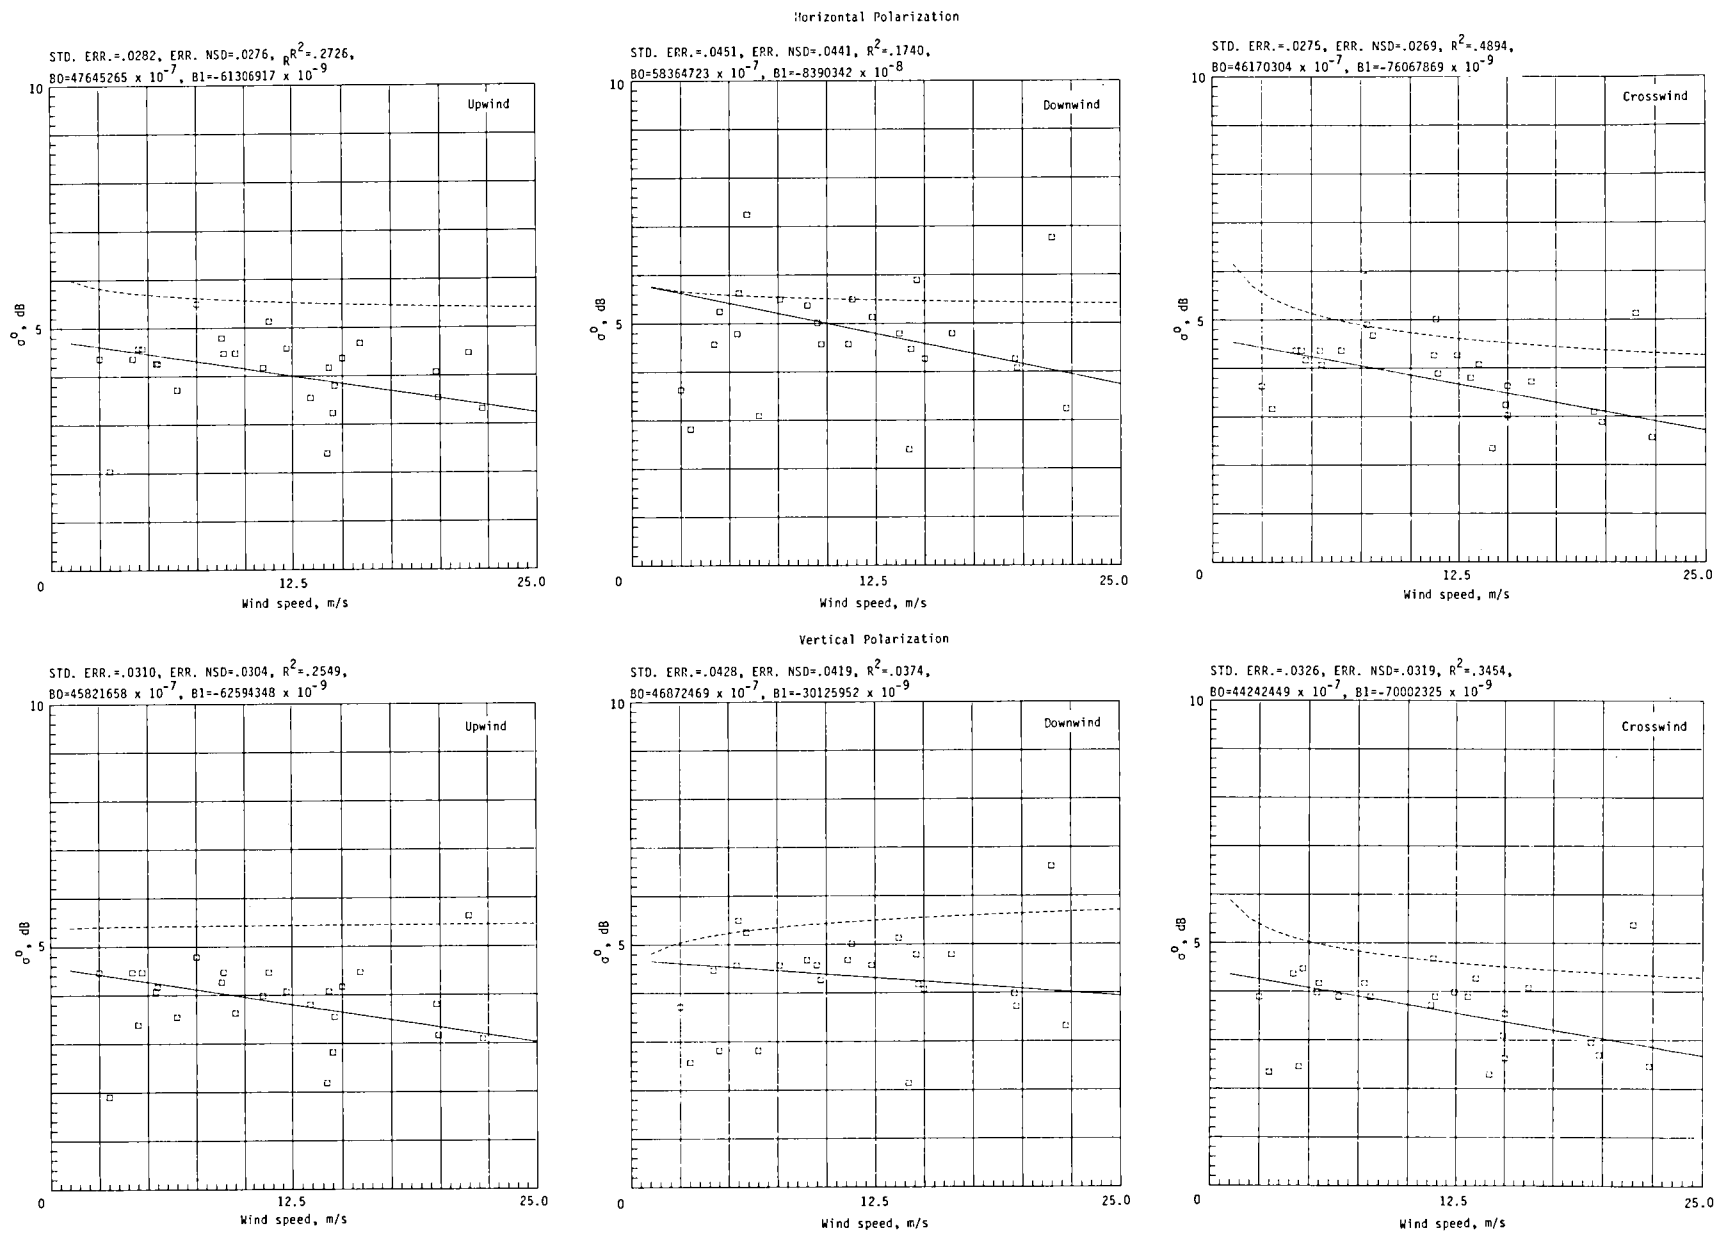 Horizontal Polarization
STD. ERR.=.0282, ERR. NSD=.0276, RR²=.2726,
B0=47645265 x 10⁻⁷, B1=-61306917 x 10⁻⁹
10
Upwind
5
σ⁰, dB
0
12.5
25.0
Wind speed, m/s
STD. ERR.=.0451, ERR. NSD=.0441, R²=.1740,
B0=58364723 x 10⁻⁷, B1=-8390342 x 10⁻⁸
10
Downwind
5
σ⁰, dB
0
12.5
25.0
Wind speed, m/s
STD. ERR.=.0275, ERR. NSD=.0269, R²=.4894,
B0=46170304 x 10⁻⁷, B1=-76067869 x 10⁻⁹
10
Crosswind
5
σ⁰, dB
0
12.5
25.0
Wind speed, m/s
Vertical Polarization
STD. ERR.=.0310, ERR. NSD=.0304, R²=.2549,
B0=45821658 x 10⁻⁷, B1=-62594348 x 10⁻⁹
10
Upwind
5
σ⁰, dB
0
12.5
25.0
Wind speed, m/s
STD. ERR.=.0428, ERR. NSD=.0419, R²=.0374,
B0=46872469 x 10⁻⁷, B1=-30125952 x 10⁻⁹
10
Downwind
5
σ⁰, dB
0
12.5
25.0
Wind speed, m/s
STD. ERR.=.0326, ERR. NSD=.0319, R²=.3454,
B0=44242449 x 10⁻⁷, B1=-70002325 x 10⁻⁹
10
Crosswind
5
σ⁰, dB
0
12.5
25.0
Wind speed, m/s